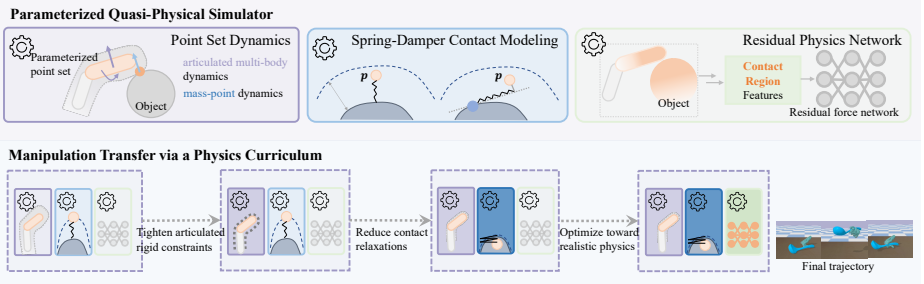 Parameterized Quasi-Physical Simulator
Point Set Dynamics
Parameterized
point set
articulated multi-body
dynamics
mass-point dynamics
Object
Spring-Damper Contact Modeling
p
p
Residual Physics Network
Object
Contact
Region
Features
Residual force network
Manipulation Transfer via a Physics Curriculum
Tighten articulated
rigid constraints
Reduce contact
relaxations
Optimize toward
realistic physics
Final trajectory